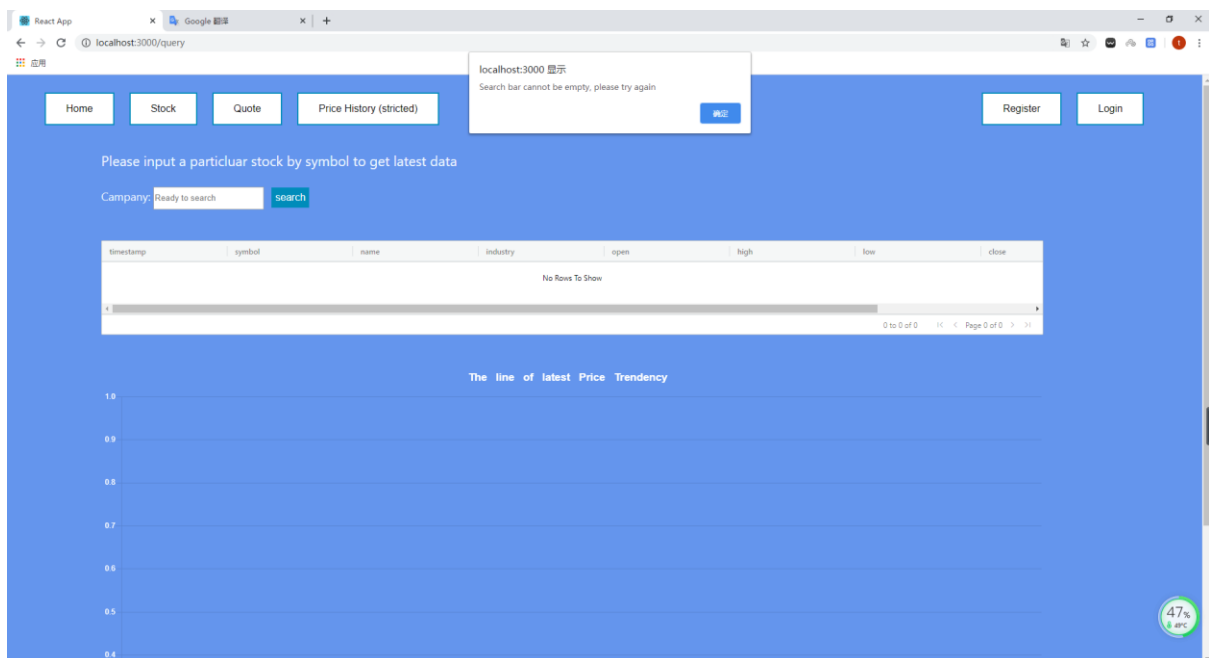 React App
Google 翻译
localhost:3000/query
应用
localhost:3000 显示
Search bar cannot be empty, please try again
确定
Home
Stock
Quote
Price History (stricted)
Register
Login
Please input a particluar stock by symbol to get latest data
Campany: Ready to search search
timestamp symbol name industry open high low close
No Rows To Show
0 to 0 of 0 Page 0 of 0
The line of latest Price Trendency
1.0
0.9
0.8
0.7
0.6
0.5
0.4
47%
49°C